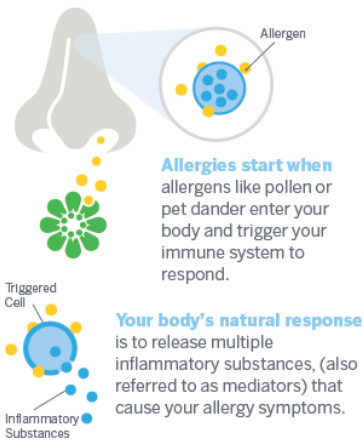 Allergen
Allergies start when
allergens like pollen or
pet dander enter your
body and trigger your
immune system to
respond.
Triggered
Cell
Your body's natural response
is to release multiple
inflammatory substances, (also
referred to as mediators) that
cause your allergy symptoms.
Inflammatory
Substances